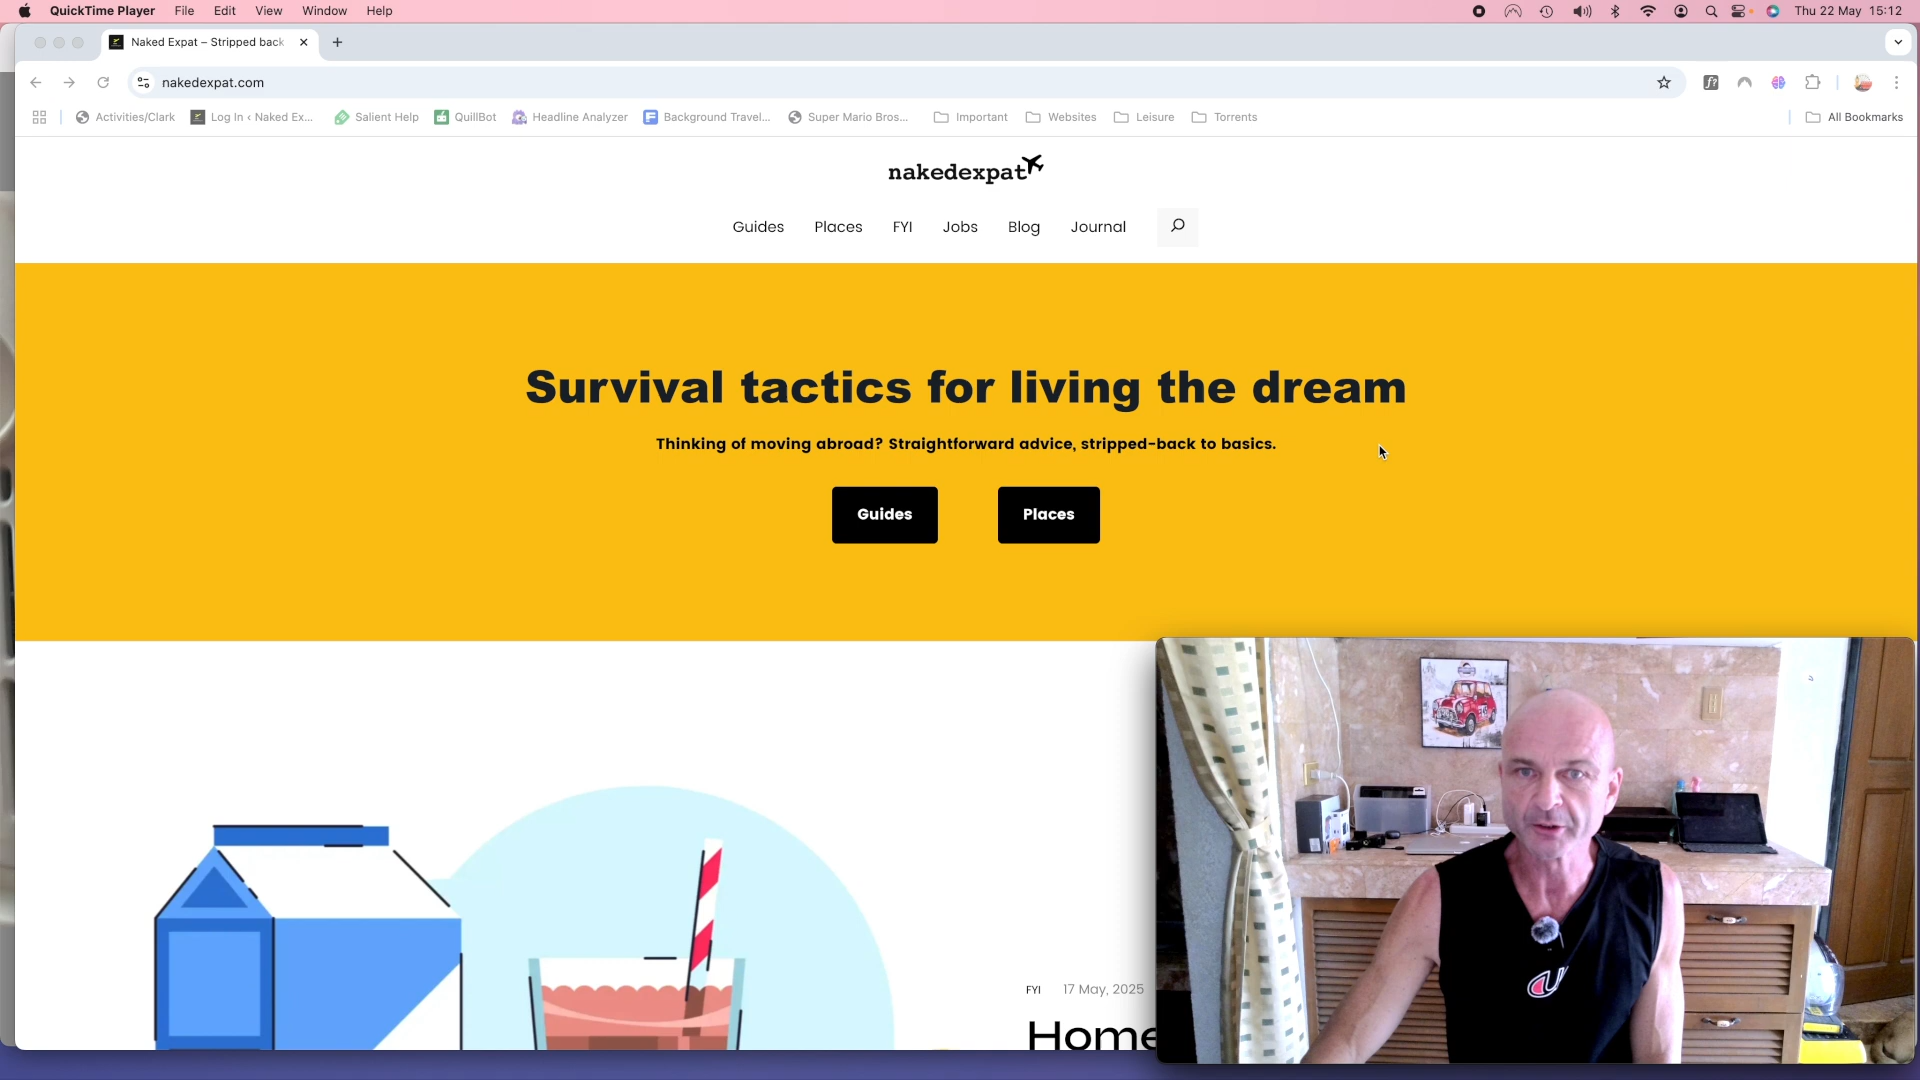 QuickTime Player File Edit View Window Help Thu 22 May 15:12
Naked Expat – Stripped back
nakedexpat.com
Activities/Clark Log In ‹ Naked Ex... Salient Help QuillBot Headline Analyzer Background Travel... Super Mario Bros... Important Websites Leisure Torrents All Bookmarks
nakedexpat
Guides Places FYI Jobs Blog Journal
Survival tactics for living the dream
Thinking of moving abroad? Straightforward advice, stripped-back to basics.
Guides Places
FYI 17 May, 2025
Home